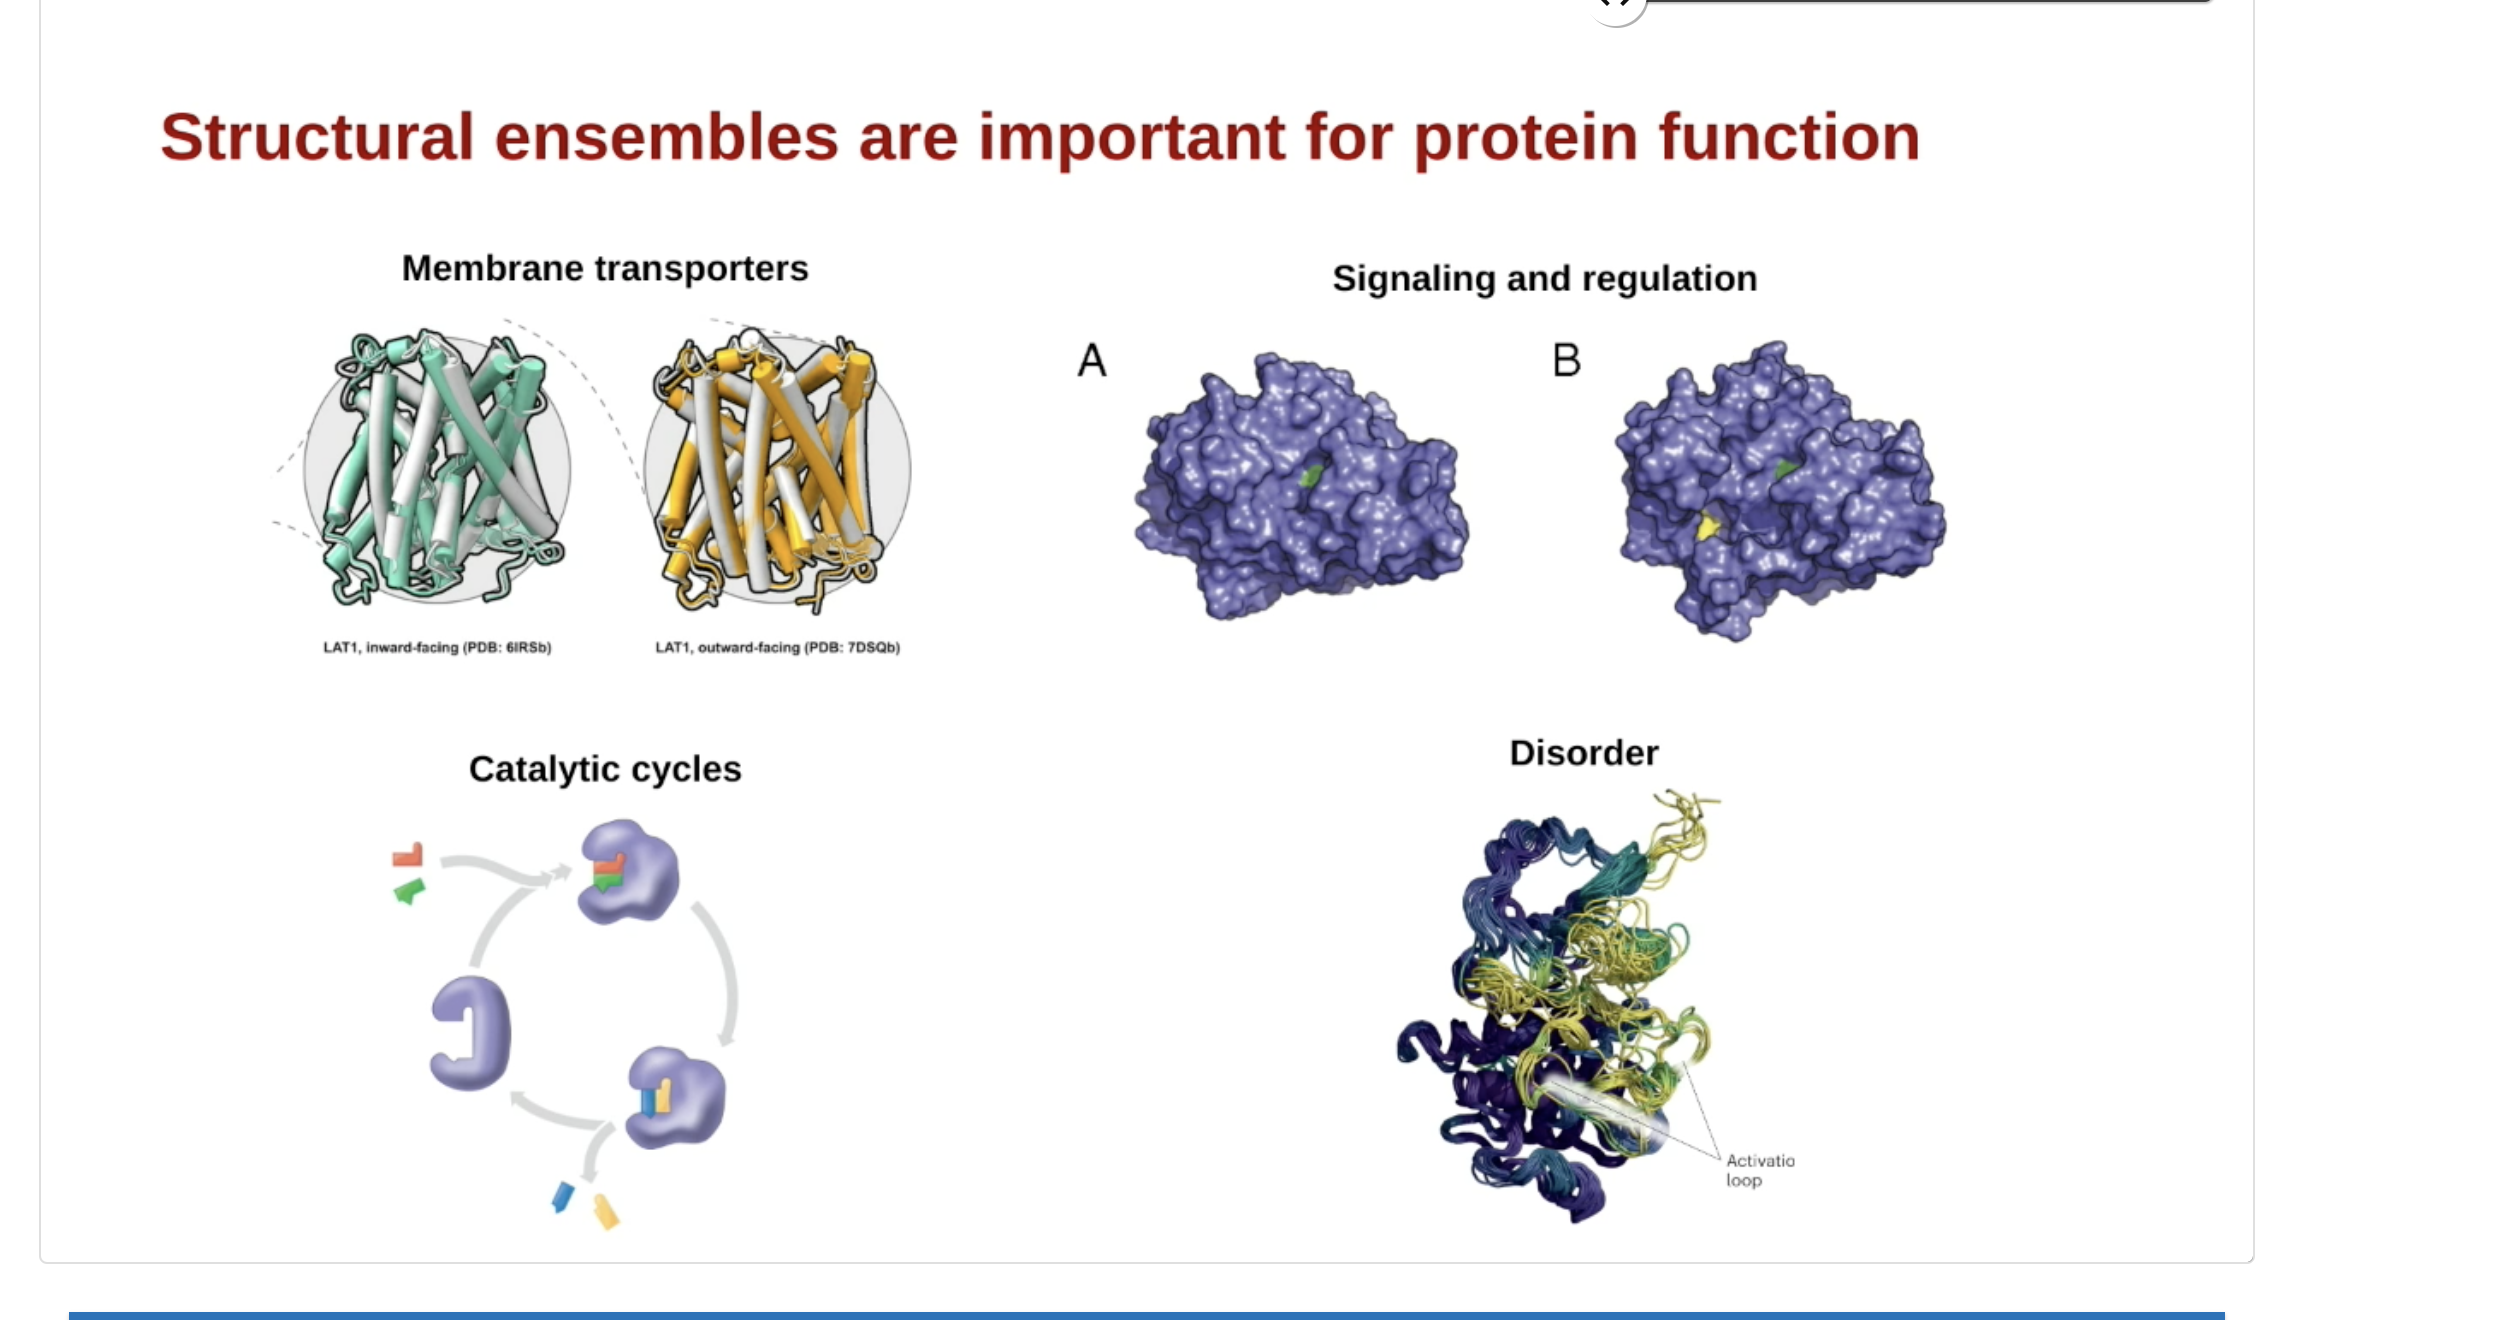 Structural ensembles are important for protein function
Membrane transporters
Signaling and regulation
A
B
LAT1, inward-facing (PDB: 6IRSb)
LAT1, outward-facing (PDB: 7DSQb)
Catalytic cycles
Disorder
Activatio
loop